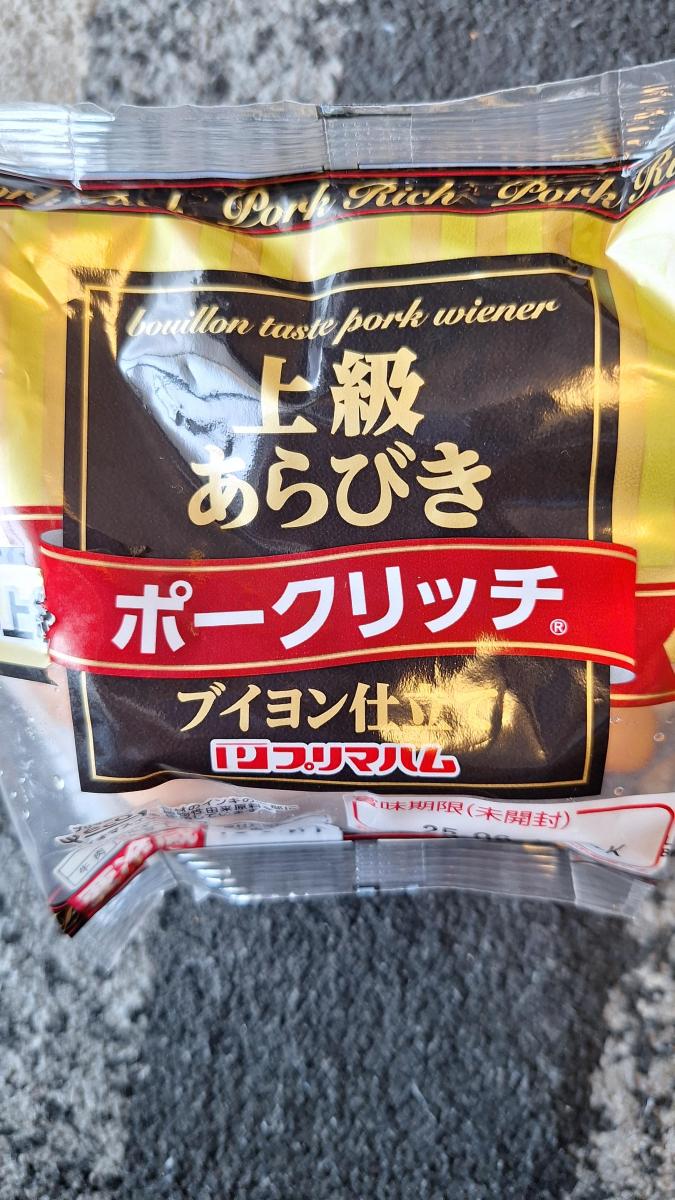 Pork Rich Pork
bouillon taste pork wiener
上級
あらびき
ポークリッチ®
ブイヨン仕立て
プリマハム
賞味期限(未開封)